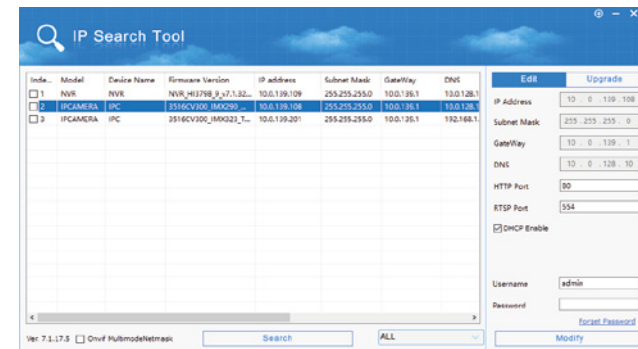 IP Search Tool
Inde... Model Device Name Firmware Version IP address Subnet Mask GateWay DNS
1 NVR NVR NVR_HI3798_9_v7.1.32... 10.0.139.109 255.255.255.0 10.0.139.1 10.0.128.1
2 IPCAMERA IPC 3516CV300_IMX290_... 10.0.139.108 255.255.255.0 10.0.139.1 10.0.128.1
3 IPCAMERA IPC 3516CV300_IMX323_T... 10.0.139.201 255.255.255.0 10.0.139.1 192.168.1.
Edit Upgrade
IP Address 10 . 0 . 139 . 108
Subnet Mask 255 . 255 . 255 . 0
GateWay 10 . 0 . 139 . 1
DNS 10 . 0 . 128 . 10
HTTP Port 80
RTSP Port 554
DHCP Enable
Username admin
Password
Forget Password
Ver: 7.1.17.5 Onvif MultimodeNetmask Search ALL Modify